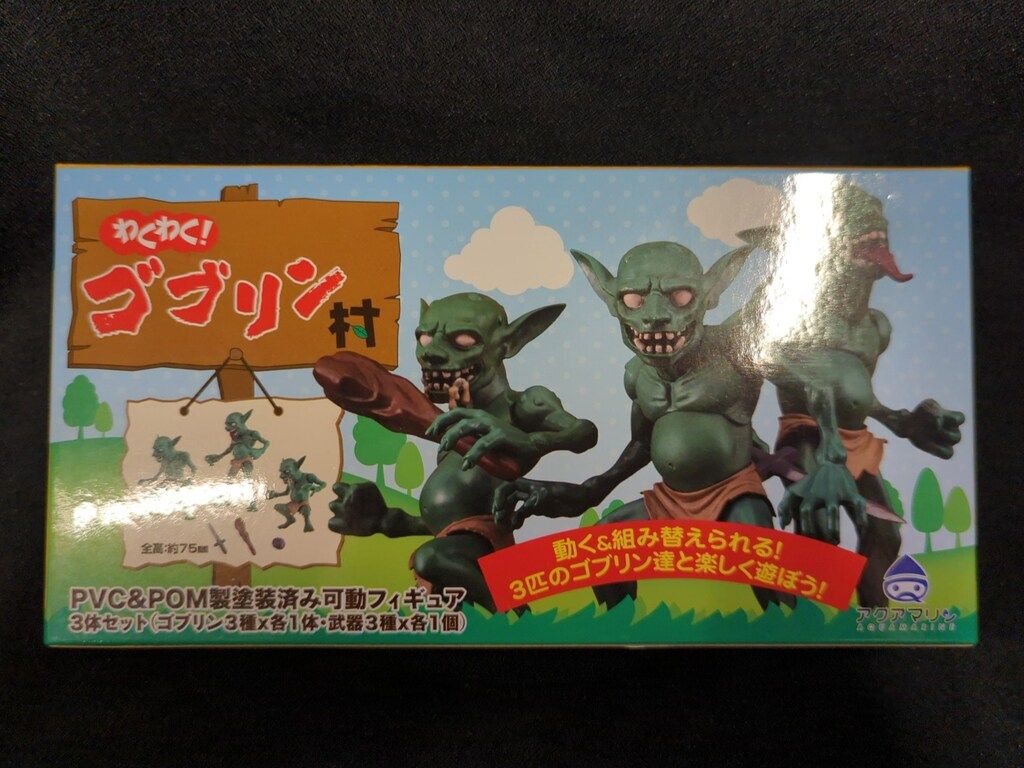 わくわく!
ゴブリン
村
全高:約75㎜
動く&組み替えられる!
3匹のゴブリン達と楽しく遊ぼう!
PVC&POM製塗装済み可動フィギュア
3体セット(ゴブリン3種x各1体・武器3種x各1個)
アクアマリン
AQUAMARINE